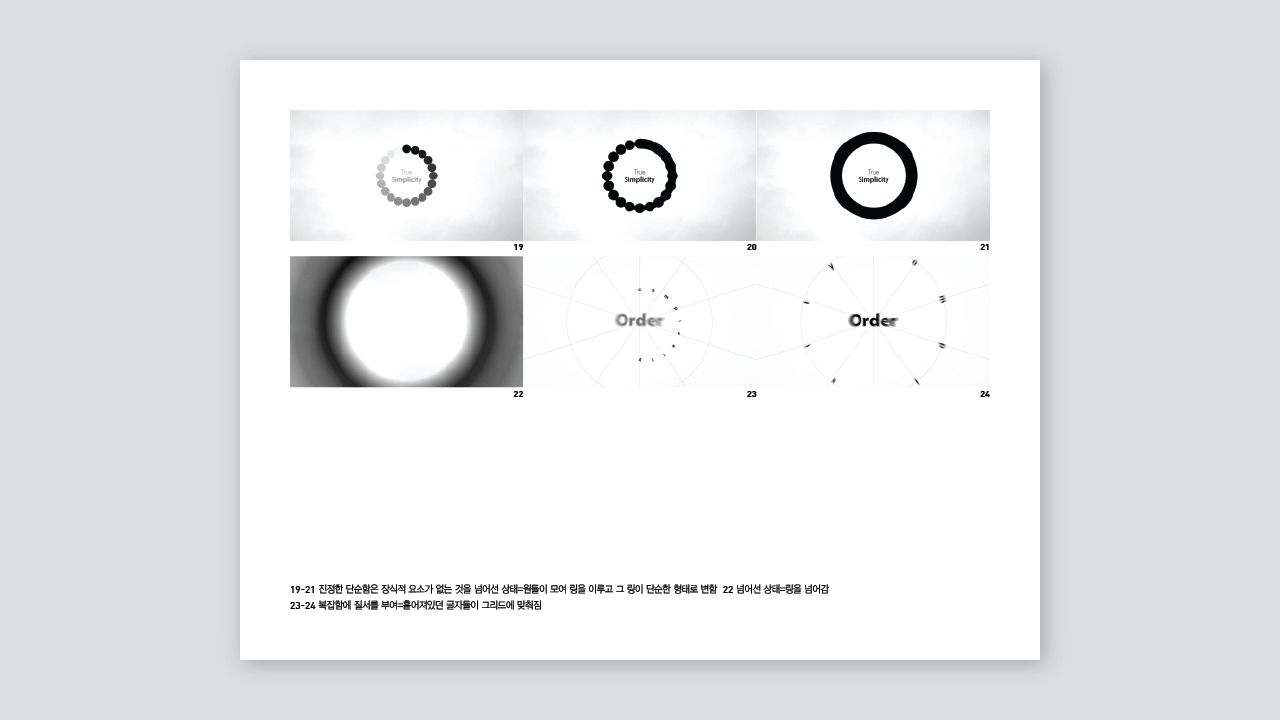 True
Simplicity
True
Simplicity
True
Simplicity
19
20
21
Order
Order
22
23
24
19-21 진정한 단순함은 장식적 요소가 없는 것을 넘어선 상태=원들이 모여 링을 이루고 그 링이 단순한 형태로 변함 22 넘어선 상태=링을 넘어감
23-24 복잡함에 질서를 부여=흩어져있던 글자들이 그리드에 맞춰짐